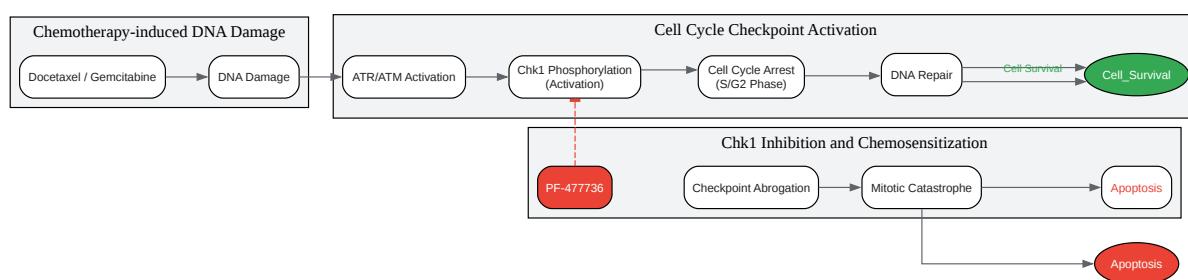 Chemotherapy-induced DNA Damage
Docetaxel / Gemcitabine
DNA Damage
Cell Cycle Checkpoint Activation
ATR/ATM Activation
Chk1 Phosphorylation
(Activation)
Cell Cycle Arrest
(S/G2 Phase)
DNA Repair
Cell Survival
Cell_Survival
Chk1 Inhibition and Chemosensitization
PF-477736
Checkpoint Abrogation
Mitotic Catastrophe
Apoptosis
Apoptosis